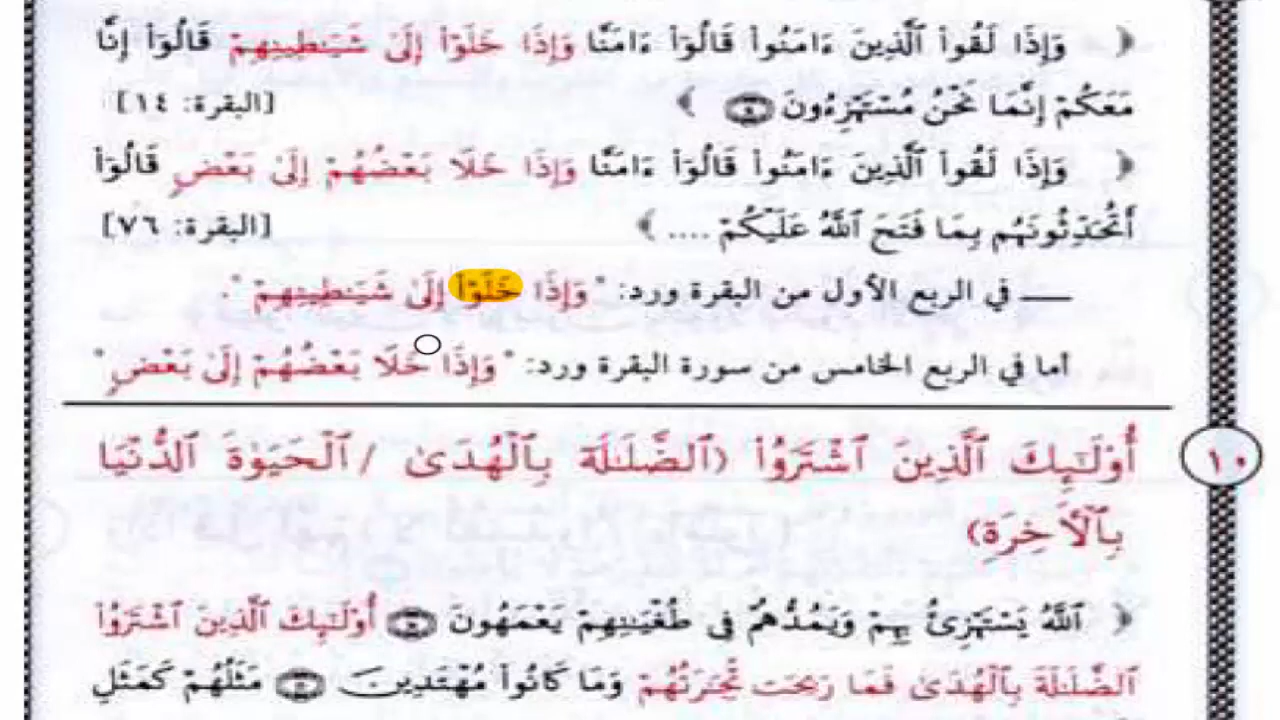 ﴿ وَإِذَا لَقُوا۟ ٱلَّذِينَ ءَامَنُوا۟ قَالُوٓا۟ ءَامَنَّا وَإِذَا خَلَوْا۟ إِلَىٰ شَيَـٰطِينِهِمْ قَالُوٓا۟ إِنَّا
مَعَكُمْ إِنَّمَا نَحْنُ مُسْتَهْزِءُونَ ﴾ [البقرة: ١٤]
﴿ وَإِذَا لَقُوا۟ ٱلَّذِينَ ءَامَنُوا۟ قَالُوٓا۟ ءَامَنَّا وَإِذَا خَلَا بَعْضُهُمْ إِلَىٰ بَعْضٍ قَالُوٓا۟
أَتُحَدِّثُونَهُم بِمَا فَتَحَ ٱللَّهُ عَلَيْكُمْ .... ﴾ [البقرة: ٧٦]
— في الربع الأول من البقرة ورد: " وَإِذَا خَلَوْا۟ إِلَىٰ شَيَـٰطِينِهِمْ ".
أما في الربع الخامس من سورة البقرة ورد: " وَإِذَا خَلَا بَعْضُهُمْ إِلَىٰ بَعْضٍ "
١٠ أُو۟لَـٰٓئِكَ ٱلَّذِينَ ٱشْتَرَوُا۟ (ٱلضَّلَـٰلَةَ بِٱلْهُدَىٰ / ٱلْحَيَوٰةَ ٱلدُّنْيَا
بِٱلْـَٔاخِرَةِ)
﴿ ٱللَّهُ يَسْتَهْزِئُ بِهِمْ وَيَمُدُّهُمْ فِى طُغْيَـٰنِهِمْ يَعْمَهُونَ أُو۟لَـٰٓئِكَ ٱلَّذِينَ ٱشْتَرَوُا۟
ٱلضَّلَـٰلَةَ بِٱلْهُدَىٰ فَمَا رَبِحَت تِّجَـٰرَتُهُمْ وَمَا كَانُوا۟ مُهْتَدِينَ مَثَلُهُمْ كَمَثَلِ